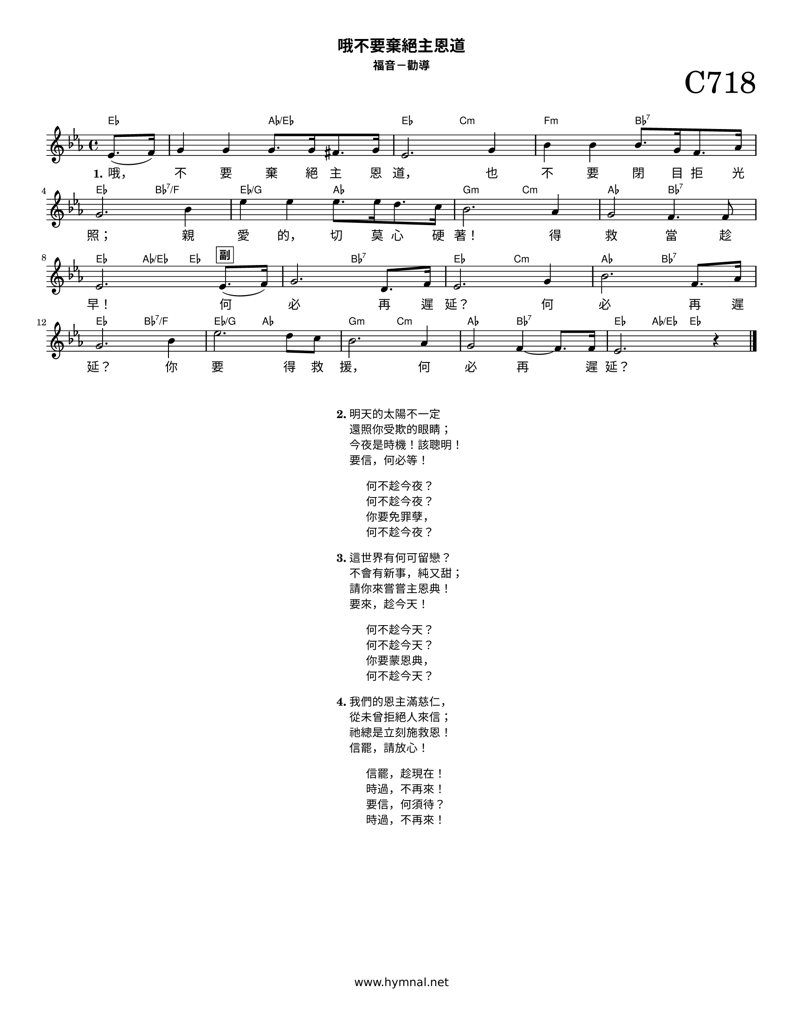 哦不要棄絕主恩道
福音－勸導
C718
E♭ A♭/E♭ E♭ Cm Fm B♭7
1. 哦， 不 要 棄 絕 主 恩 道， 也 不 要 閉 目 拒 光
4 E♭ B♭7/F E♭/G A♭ Gm Cm A♭ B♭7
照； 親 愛 的， 切 莫 心 硬 著！ 得 救 當 趁
8 E♭ A♭/E♭ E♭ 副 B♭7 E♭ Cm A♭ B♭7
早！ 何 必 再 遲 延？ 何 必 再 遲
12 E♭ B♭7/F E♭/G A♭ Gm Cm A♭ B♭7 E♭ A♭/E♭ E♭
延？ 你 要 得 救 援， 何 必 再 遲 延？
2. 明天的太陽不一定
還照你受欺的眼睛；
今夜是時機！該聰明！
要信，何必等！
何不趁今夜？
何不趁今夜？
你要免罪孽，
何不趁今夜？
3. 這世界有何可留戀？
不會有新事，純又甜；
請你來嘗嘗主恩典！
要來，趁今天！
何不趁今天？
何不趁今天？
你要蒙恩典，
何不趁今天？
4. 我們的恩主滿慈仁，
從未曾拒絕人來信；
祂總是立刻施救恩！
信罷，請放心！
信罷，趁現在！
時過，不再來！
要信，何須待？
時過，不再來！
www.hymnal.net